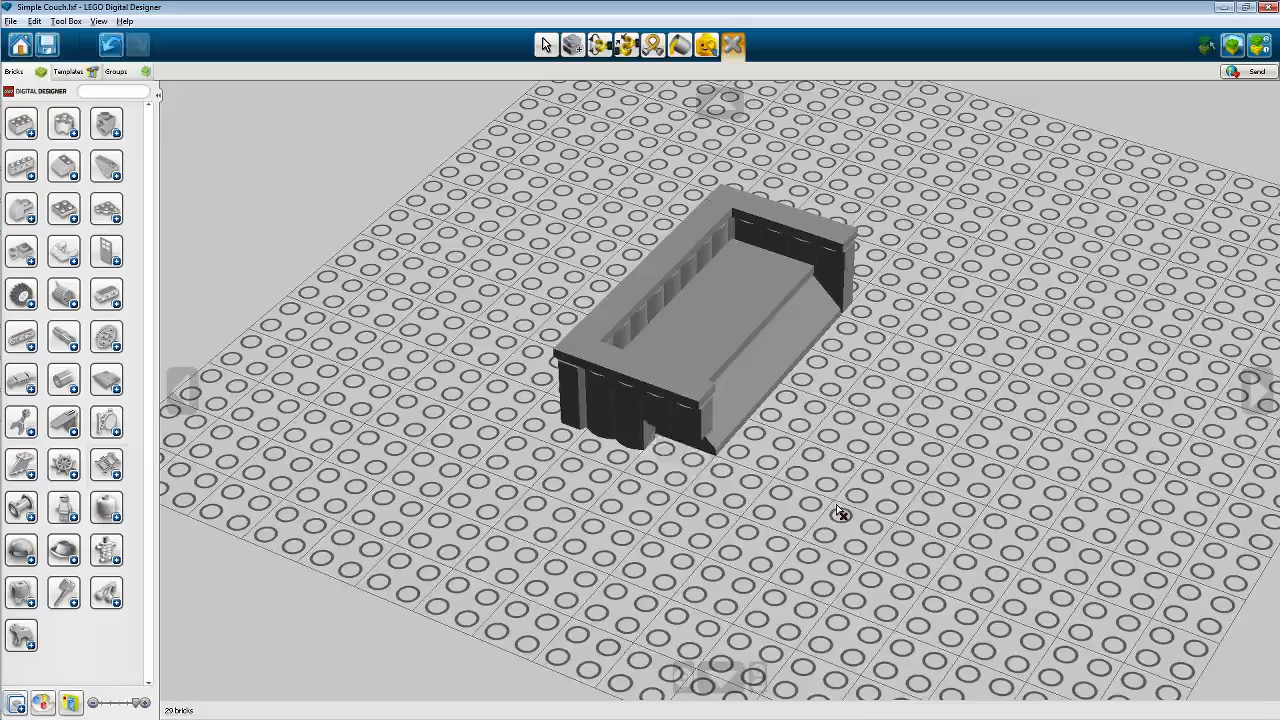 Simple Couch.lxf - LEGO Digital Designer
File Edit Tool Box View Help
Bricks Templates Groups
Send
LEGO DIGITAL DESIGNER
29 bricks